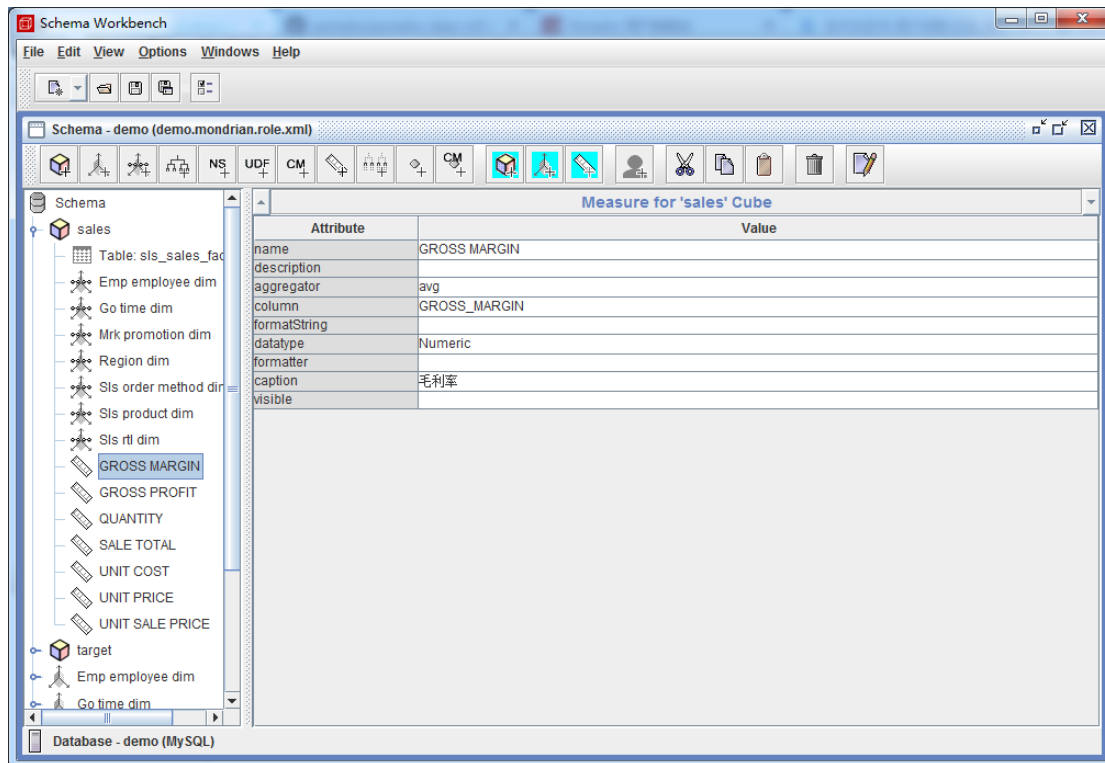 Schema Workbench
File Edit View Options Windows Help
Schema - demo (demo.mondrian.role.xml)
NS UDF CM CM
Schema
sales
Table: sls_sales_fac
Emp employee dim
Go time dim
Mrk promotion dim
Region dim
Sls order method dim
Sls product dim
Sls rtl dim
GROSS MARGIN
GROSS PROFIT
QUANTITY
SALE TOTAL
UNIT COST
UNIT PRICE
UNIT SALE PRICE
target
Emp employee dim
Go time dim
Measure for 'sales' Cube
Attribute Value
name GROSS MARGIN
description
aggregator avg
column GROSS_MARGIN
formatString
datatype Numeric
formatter
caption 毛利率
visible
Database - demo (MySQL)